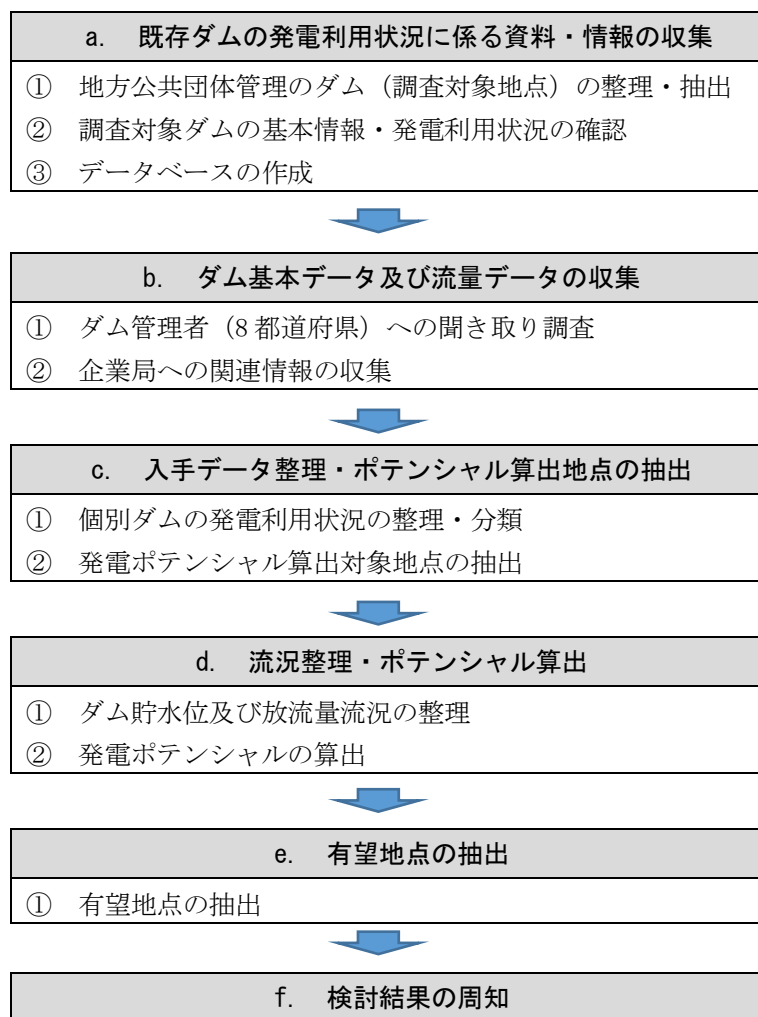 a. 既存ダムの発電利用状況に係る資料・情報の収集
① 地方公共団体管理のダム（調査対象地点）の整理・抽出
② 調査対象ダムの基本情報・発電利用状況の確認
③ データベースの作成
b. ダム基本データ及び流量データの収集
① ダム管理者（8 都道府県）への聞き取り調査
② 企業局への関連情報の収集
c. 入手データ整理・ポテンシャル算出地点の抽出
① 個別ダムの発電利用状況の整理・分類
② 発電ポテンシャル算出対象地点の抽出
d. 流況整理・ポテンシャル算出
① ダム貯水位及び放流量流況の整理
② 発電ポテンシャルの算出
e. 有望地点の抽出
① 有望地点の抽出
f. 検討結果の周知